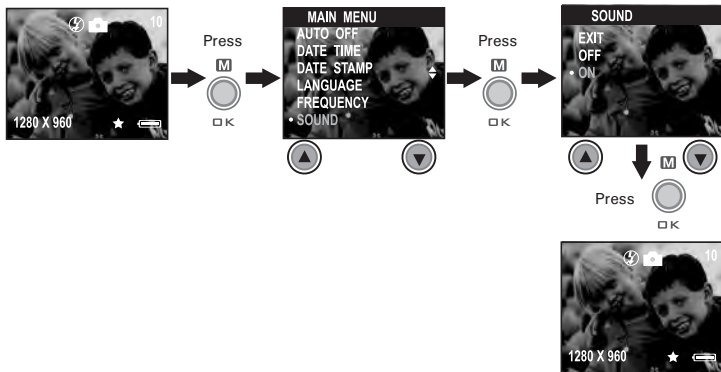 10
1280 X 960
Press
M
OK
MAIN MENU
AUTO OFF
DATE TIME
DATE STAMP
LANGUAGE
FREQUENCY
• SOUND
Press
M
OK
SOUND
EXIT
OFF
• ON
Press
M
OK
10
1280 X 960